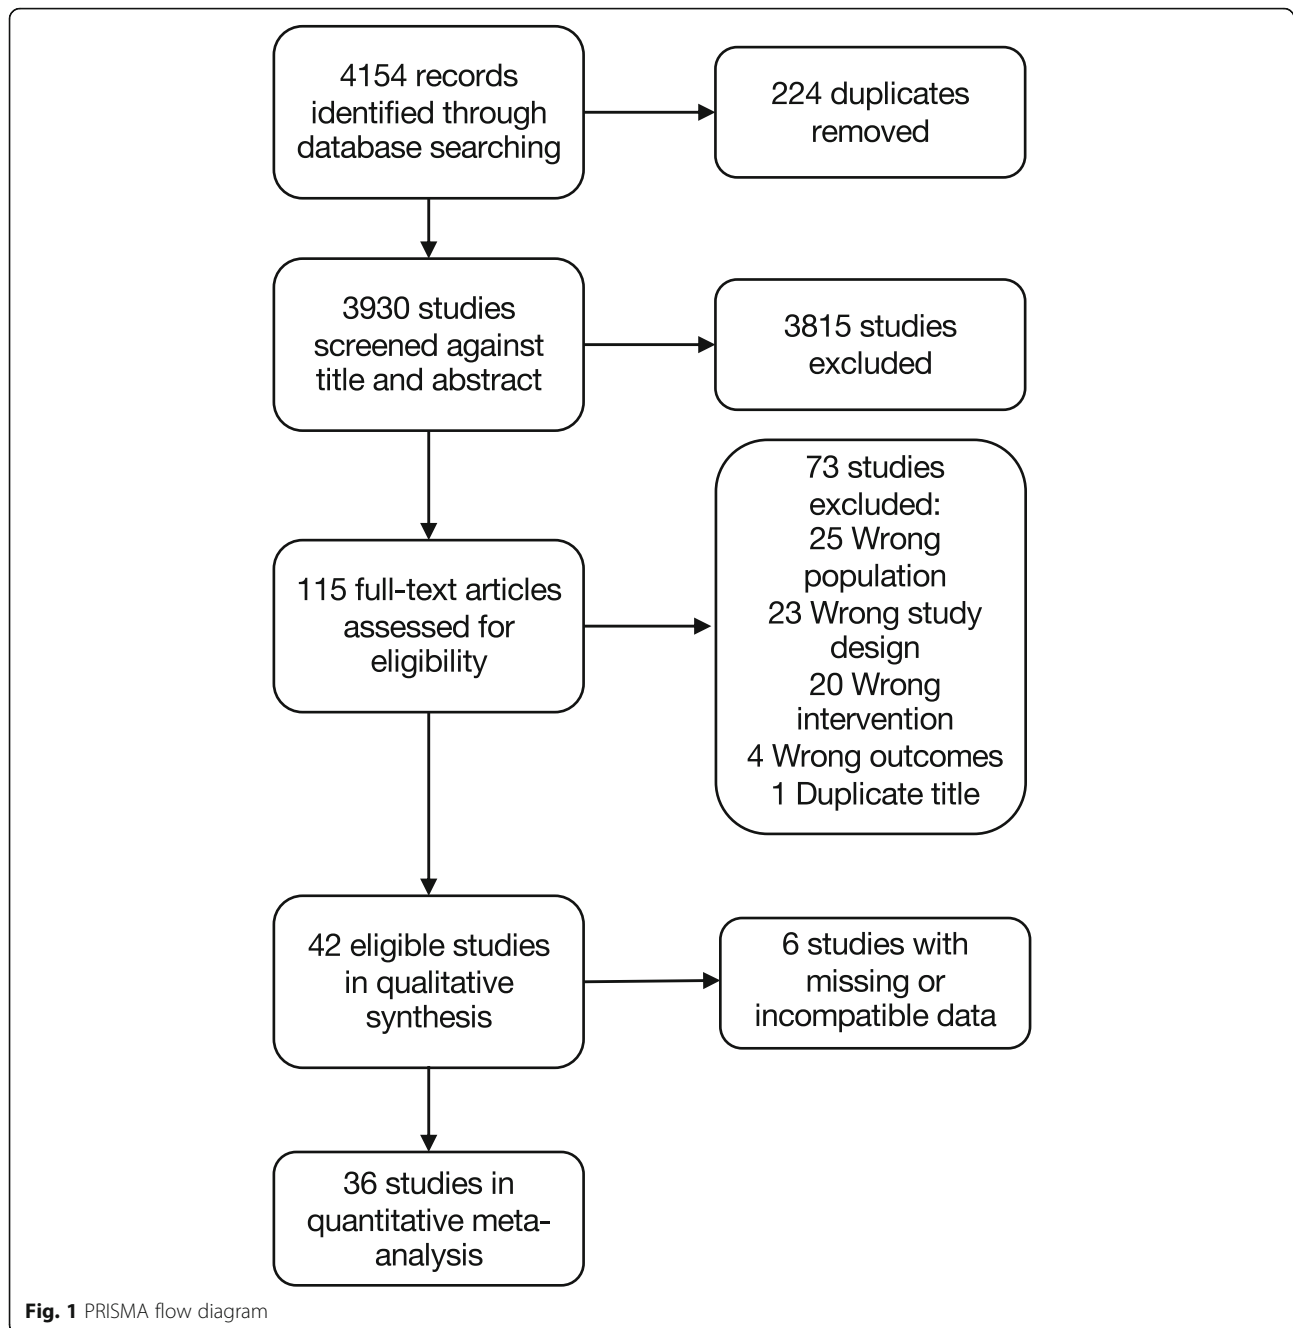 4154 records
identified through
database searching
224 duplicates
removed
3930 studies
screened against
title and abstract
3815 studies
excluded
115 full-text articles
assessed for
eligibility
73 studies
excluded:
25 Wrong
population
23 Wrong study
design
20 Wrong
intervention
4 Wrong outcomes
1 Duplicate title
42 eligible studies
in qualitative
synthesis
6 studies with
missing or
incompatible data
36 studies in
quantitative meta-
analysis
Fig. 1 PRISMA flow diagram